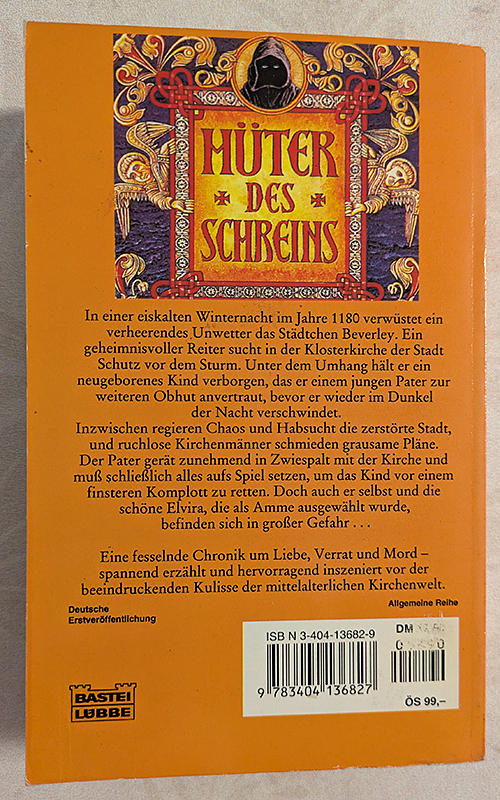 HÜTER
DES
SCHREINS
In einer eiskalten Winternacht im Jahre 1180 verwüstet ein
verheerendes Unwetter das Städtchen Beverley. Ein
geheimnisvoller Reiter sucht in der Klosterkirche der Stadt
Schutz vor dem Sturm. Unter dem Umhang hält er ein
neugeborenes Kind verborgen, das er einem jungen Pater zur
weiteren Obhut anvertraut, bevor er wieder im Dunkel
der Nacht verschwindet.
Inzwischen regieren Chaos und Habsucht die zerstörte Stadt,
und ruchlose Kirchenmänner schmieden grausame Pläne.
Der Pater gerät zunehmend in Zwiespalt mit der Kirche und
muß schließlich alles aufs Spiel setzen, um das Kind vor einem
finsteren Komplott zu retten. Doch auch er selbst und die
schöne Elvira, die als Amme ausgewählt wurde,
befinden sich in großer Gefahr . . .
Eine fesselnde Chronik um Liebe, Verrat und Mord –
spannend erzählt und hervorragend inszeniert vor der
beeindruckenden Kulisse der mittelalterlichen Kirchenwelt.
Deutsche
Erstveröffentlichung
Allgemeine Reihe
ISBN 3-404-13682-9
DM
9 783404 136827
ÖS 99,–
BASTEI
LÜBBE